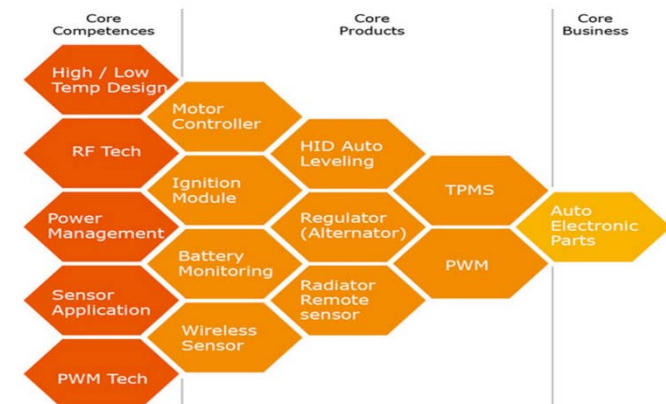 Core
Competences
Core
Products
Core
Business
High / Low
Temp Design
RF Tech
Power
Management
Sensor
Application
PWM Tech
Motor
Controller
Ignition
Module
Battery
Monitoring
Wireless
Sensor
HID Auto
Leveling
Regulator
(Alternator)
Radiator
Remote
sensor
TPMS
PWM
Auto
Electronic
Parts